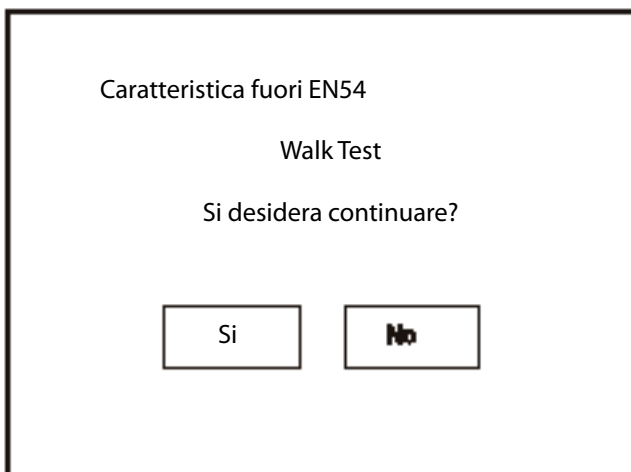 Caratteristica fuori EN54
Walk Test
Si desidera continuare?
Si No